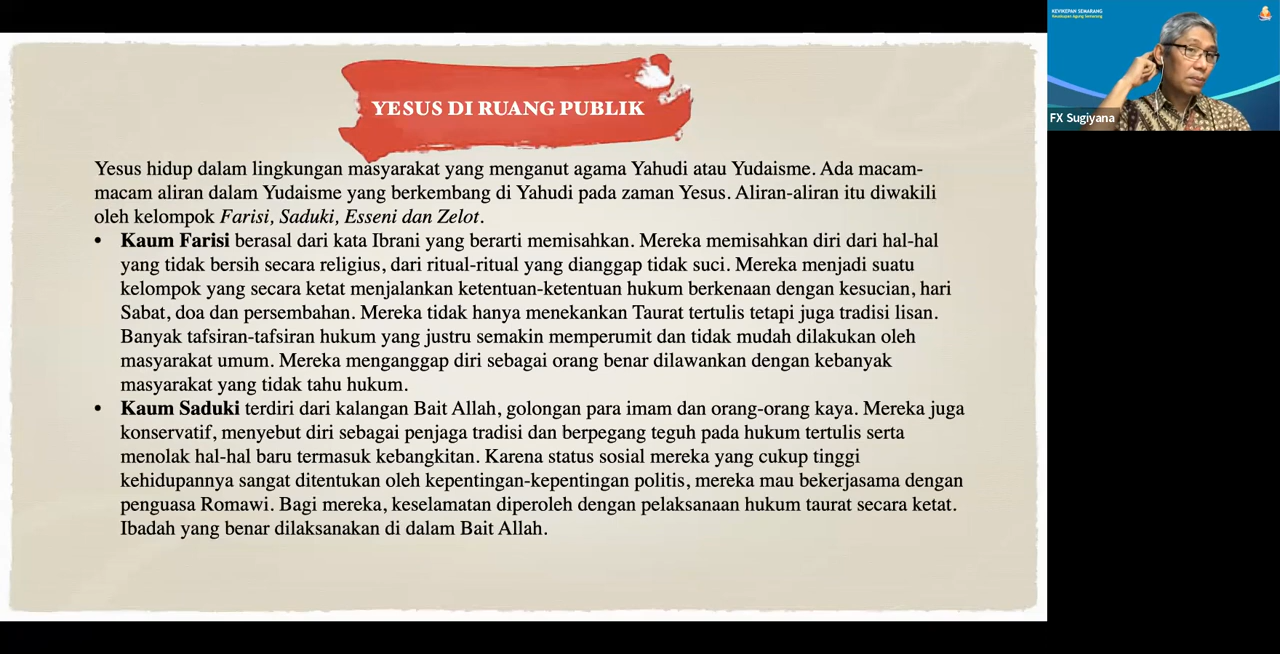 YESUS DI RUANG PUBLIK
Yesus hidup dalam lingkungan masyarakat yang menganut agama Yahudi atau Yudaisme. Ada macam-
macam aliran dalam Yudaisme yang berkembang di Yahudi pada zaman Yesus. Aliran-aliran itu diwakili
oleh kelompok Farisi, Saduki, Esseni dan Zelot.
• Kaum Farisi berasal dari kata Ibrani yang berarti memisahkan. Mereka memisahkan diri dari hal-hal
yang tidak bersih secara religius, dari ritual-ritual yang dianggap tidak suci. Mereka menjadi suatu
kelompok yang secara ketat menjalankan ketentuan-ketentuan hukum berkenaan dengan kesucian, hari
Sabat, doa dan persembahan. Mereka tidak hanya menekankan Taurat tertulis tetapi juga tradisi lisan.
Banyak tafsiran-tafsiran hukum yang justru semakin memperumit dan tidak mudah dilakukan oleh
masyarakat umum. Mereka menganggap diri sebagai orang benar dilawankan dengan kebanyak
masyarakat yang tidak tahu hukum.
• Kaum Saduki terdiri dari kalangan Bait Allah, golongan para imam dan orang-orang kaya. Mereka juga
konservatif, menyebut diri sebagai penjaga tradisi dan berpegang teguh pada hukum tertulis serta
menolak hal-hal baru termasuk kebangkitan. Karena status sosial mereka yang cukup tinggi
kehidupannya sangat ditentukan oleh kepentingan-kepentingan politis, mereka mau bekerjasama dengan
penguasa Romawi. Bagi mereka, keselamatan diperoleh dengan pelaksanaan hukum taurat secara ketat.
Ibadah yang benar dilaksanakan di dalam Bait Allah.
KEVIKEPAN SEMARANG
Keuskupan Agung Semarang
FX Sugiyana